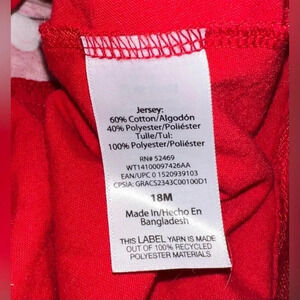 Jersey:
60% Cotton/Algodón
40% Polyester/Poliéster
Tulle/Tul:
100% Polyester/Poliéster
RN# 52469
WT14100097426AA
EAN/UPC 0 1520939103
CPSIA: GRACS2343C00100D1
18M
Made In/Hecho En
Bangladesh
THIS LABEL YARN IS MADE
OUT OF 100% RECYCLED
POLYESTER MATERIALS